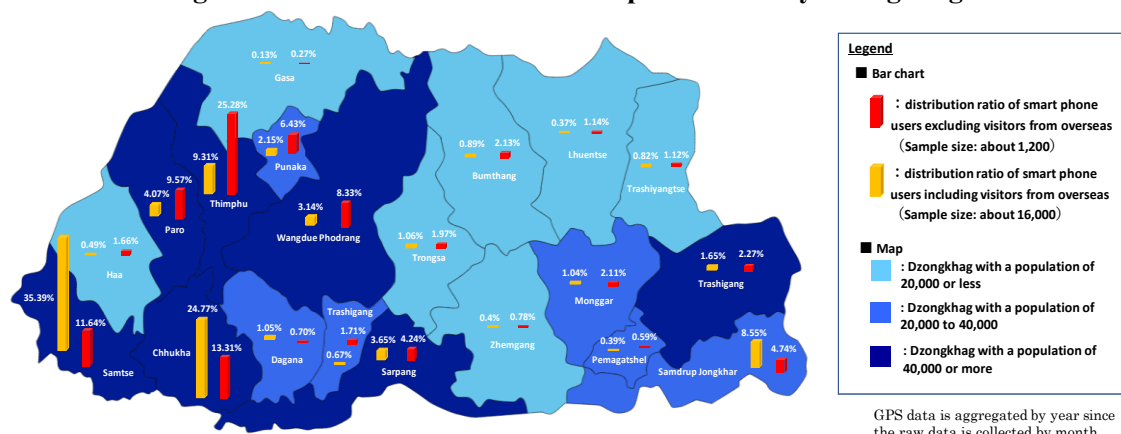 0.13% 0.27%
Gasa
25.28%
6.43%
2.15%
Punaka
9.31%
Thimphu
9.57%
4.07%
Paro
8.33%
3.14%
Wangdue Phodrang
0.89% 2.13%
Bumthang
0.37% 1.14%
Lhuentse
0.82% 1.12%
Trashiyangtse
0.49% 1.66%
Haa
1.06% 1.97%
Trongsa
1.65% 2.27%
Trashigang
1.04% 2.11%
Monggar
35.39%
11.64%
Samtse
24.77%
13.31%
Chhukha
1.05% 0.70%
Dagana
Trashigang
1.71%
0.67%
3.65% 4.24%
Sarpang
0.4% 0.78%
Zhemgang
0.39% 0.59%
Pemagatshel
8.55%
4.74%
Samdrup Jongkhar
Legend
■ Bar chart
: distribution ratio of smart phone
users excluding visitors from overseas
(Sample size: about 1,200)
: distribution ratio of smart phone
users including visitors from overseas
(Sample size: about 16,000)
■ Map
: Dzongkhag with a population of
20,000 or less
: Dzongkhag with a population of
20,000 to 40,000
: Dzongkhag with a population of
40,000 or more
GPS data is aggregated by year since
the raw data is collected by month